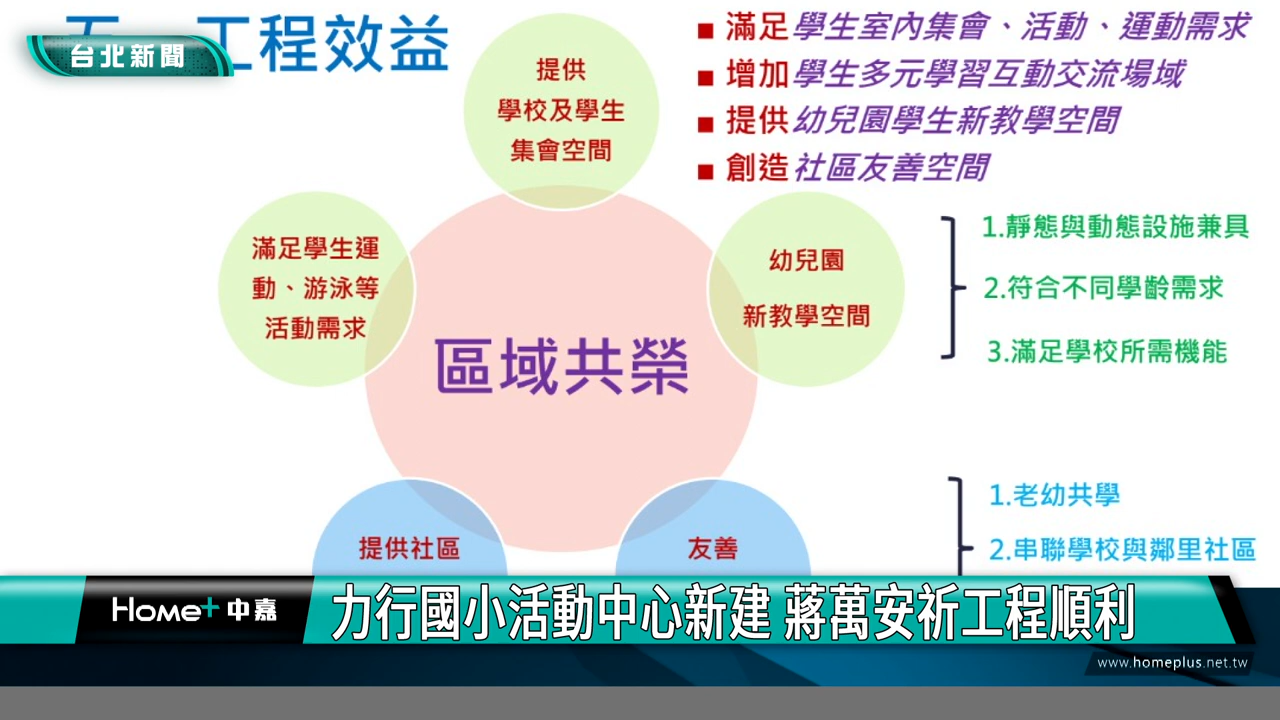 台北新聞
工程效益
提供
學校及學生
集會空間
滿足學生室內集會、活動、運動需求
增加學生多元學習互動交流場域
提供幼兒園學生新教學空間
創造社區友善空間
滿足學生運
動、游泳等
活動需求
幼兒園
新教學空間
區域共榮
1.靜態與動態設施兼具
2.符合不同學齡需求
3.滿足學校所需機能
提供社區
友善
1.老幼共學
2.串聯學校與鄰里社區
Home+中嘉
力行國小活動中心新建 蔣萬安祈工程順利
www.homeplus.net.tw